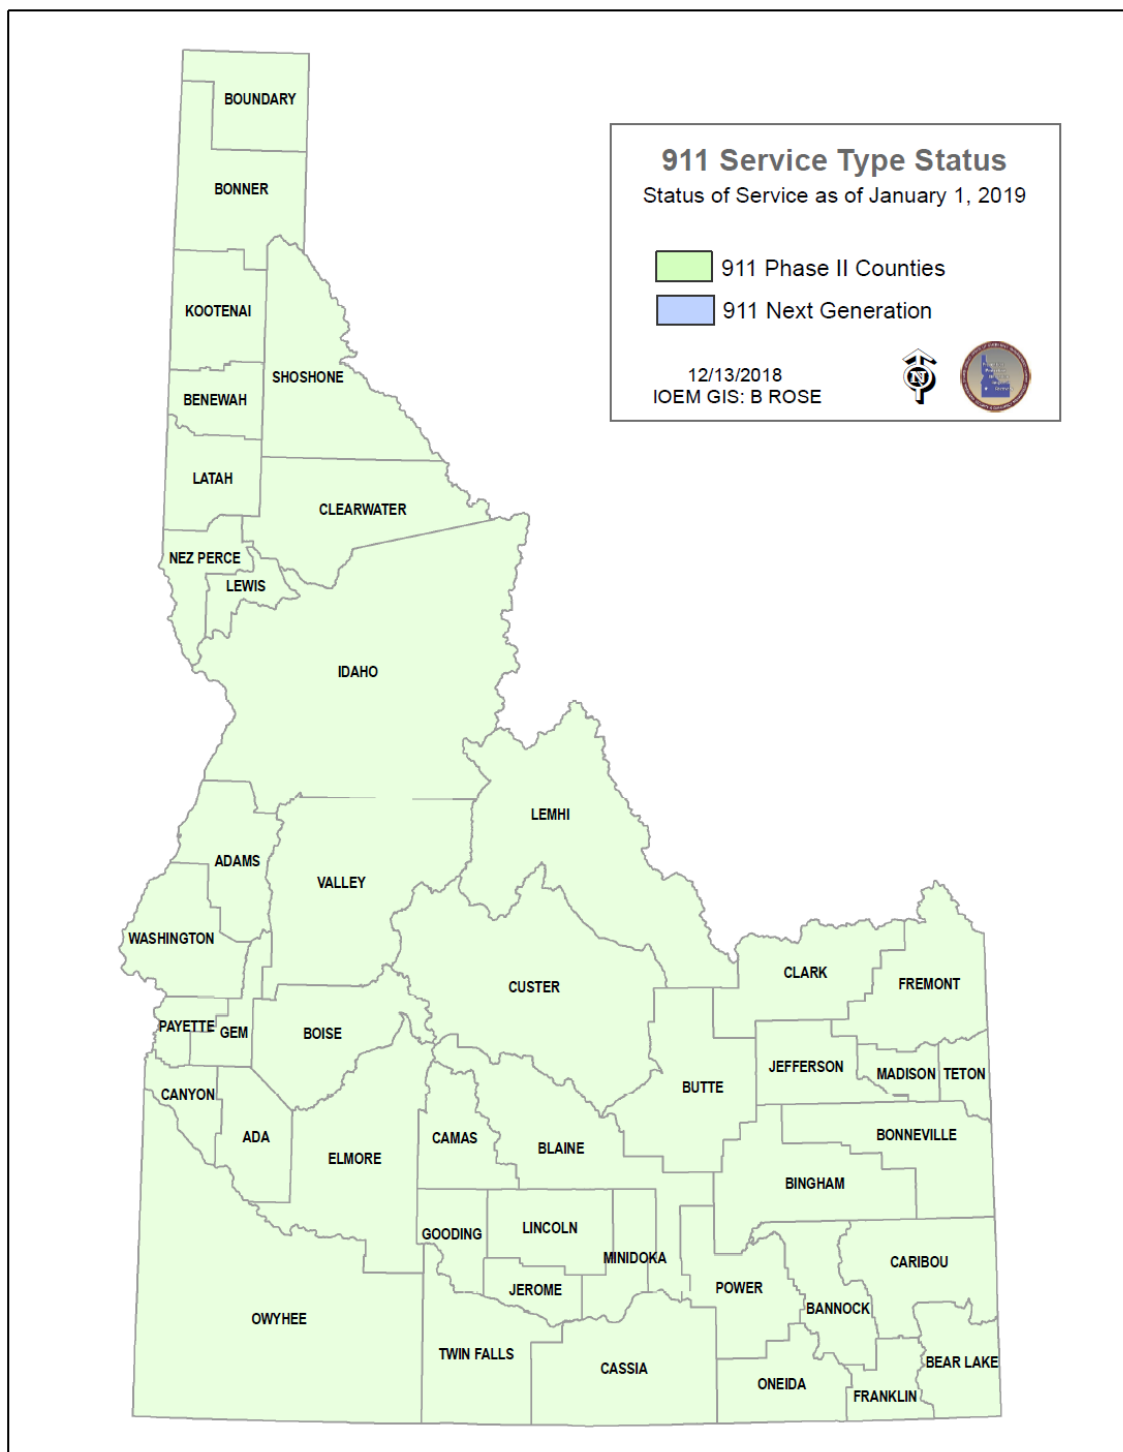 BOUNDARY
911 Service Type Status
Status of Service as of January 1, 2019
BONNER
911 Phase II Counties
KOOTENAI
911 Next Generation
SHOSHONE
12/13/2018
N
IOEM GIS: B ROSE
BENEWAH
LATAH
CLEARWATER
NEZ PERCE
LEWIS
IDAHO
LEMHI
ADAMS
VALLEY
WASHINGTON
CLARK
FREMONT
CUSTER
PAYETTE
GEM
BOISE
JEFFERSON
MADISON
TETON
BUTTE
CANYON
ADA
CAMAS
BONNEVILLE
BLAINE
ELMORE
BINGHAM
GOODING
LINCOLN
MINIDOKA
CARIBOU
JEROME
POWER
BANNOCK
OWYHEE
TWIN FALLS
CASSIA
BEAR LAKE
ONEIDA
FRANKLIN